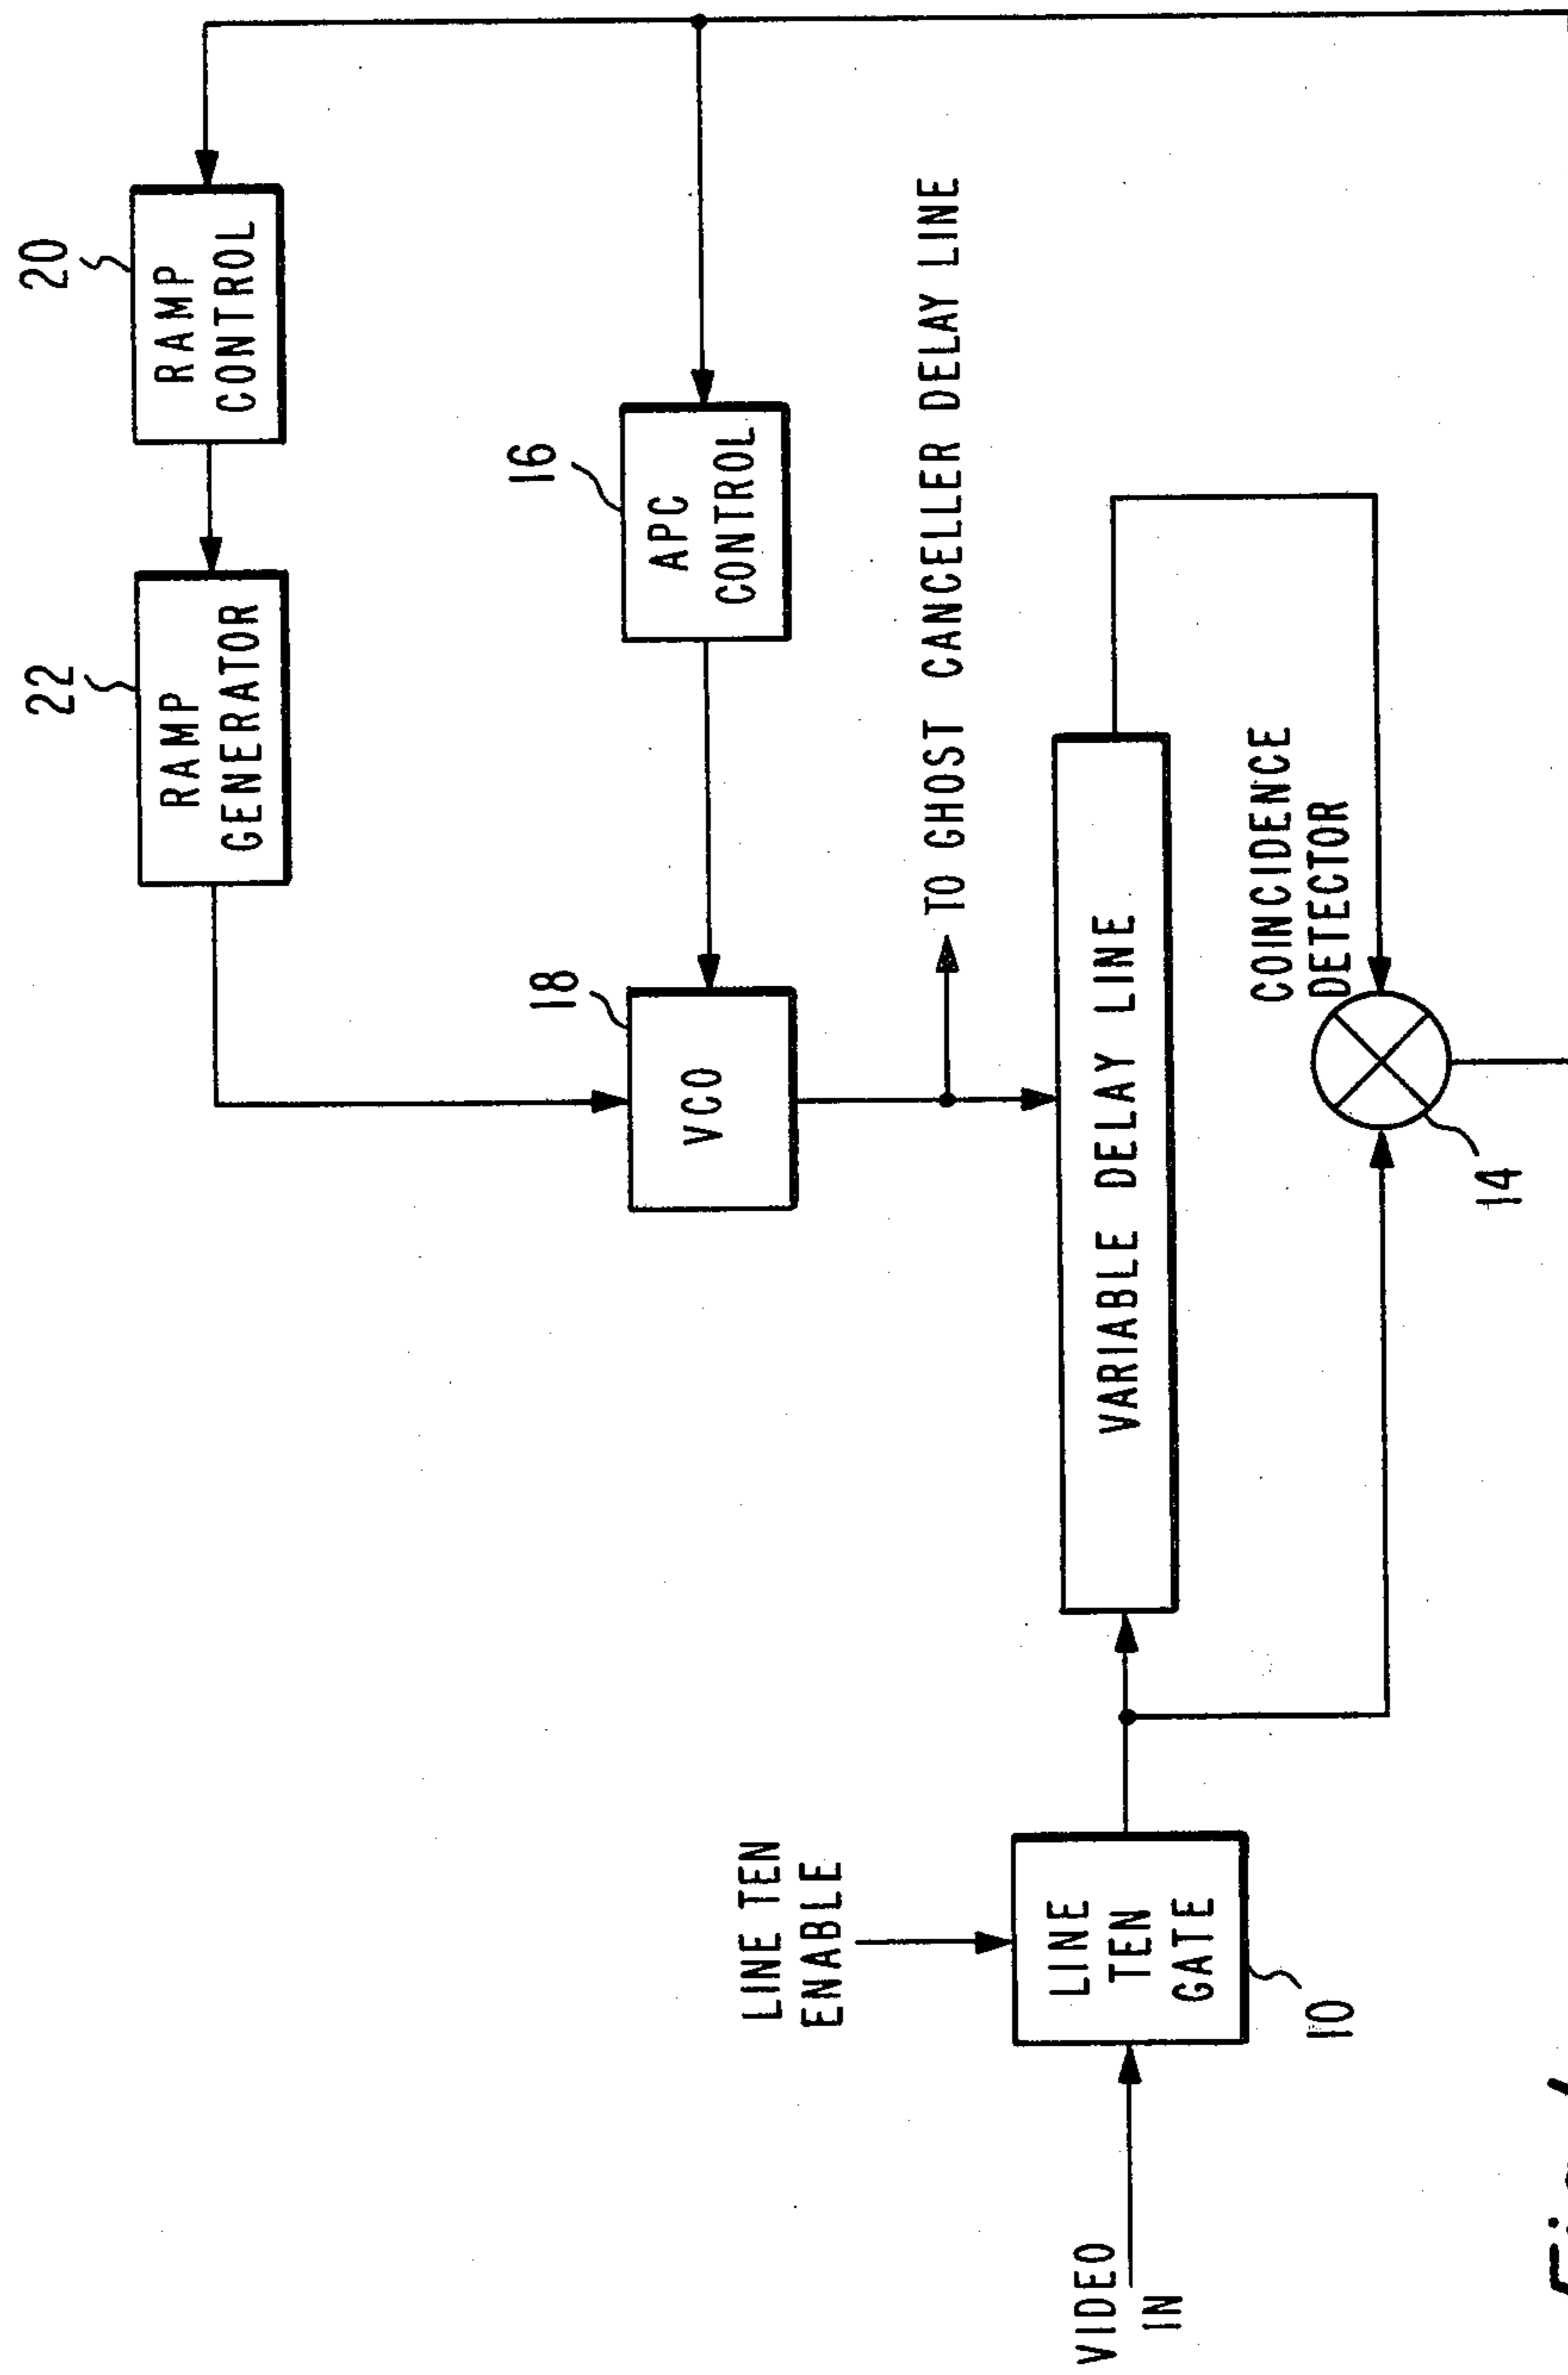 20
RAMP
CONTROL
22
RAMP
GENERATOR
16
APC
CONTROL
18
VCO
TO GHOST CANCELLER DELAY LINE
VARIABLE DELAY LINE
COINCIDENCE
DETECTOR
14
LINE TEN
ENABLE
LINE
TEN
GATE
10
VIDEO
IN